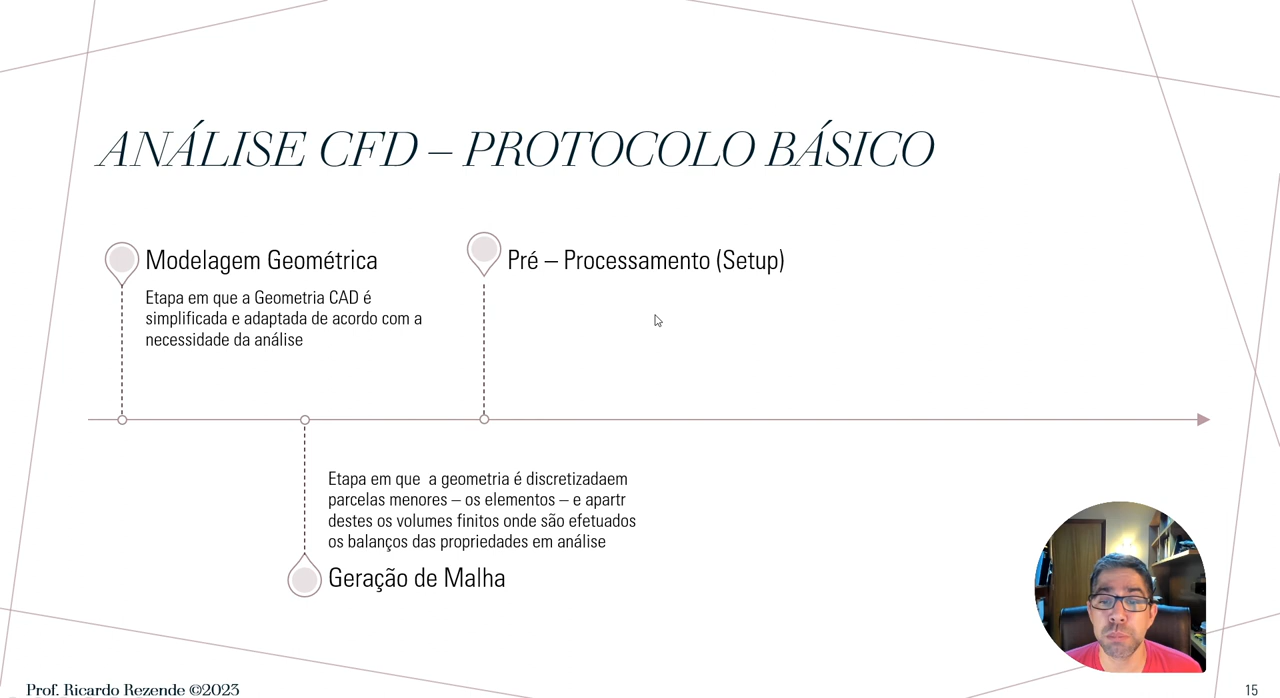 ANÁLISE CFD – PROTOCOLO BÁSICO
Modelagem Geométrica
Etapa em que a Geometria CAD é
simplificada e adaptada de acordo com a
necessidade da análise
Pré – Processamento (Setup)
Etapa em que  a geometria é discretizadaem
parcelas menores – os elementos – e apartr
destes os volumes finitos onde são efetuados
os balanços das propriedades em análise
Geração de Malha
Prof. Ricardo Rezende ©2023
15